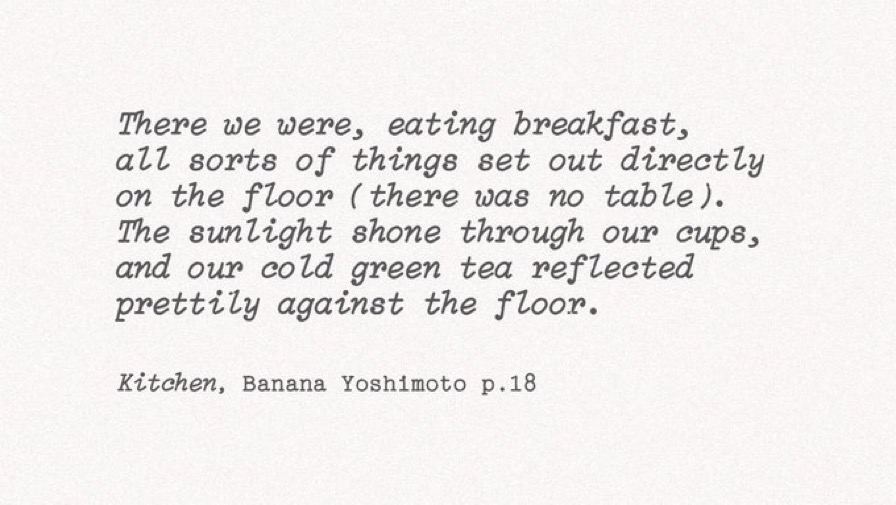 There we were, eating breakfast,
all sorts of things set out directly
on the floor (there was no table).
The sunlight shone through our cups,
and our cold green tea reflected
prettily against the floor.
Kitchen, Banana Yoshimoto p.18